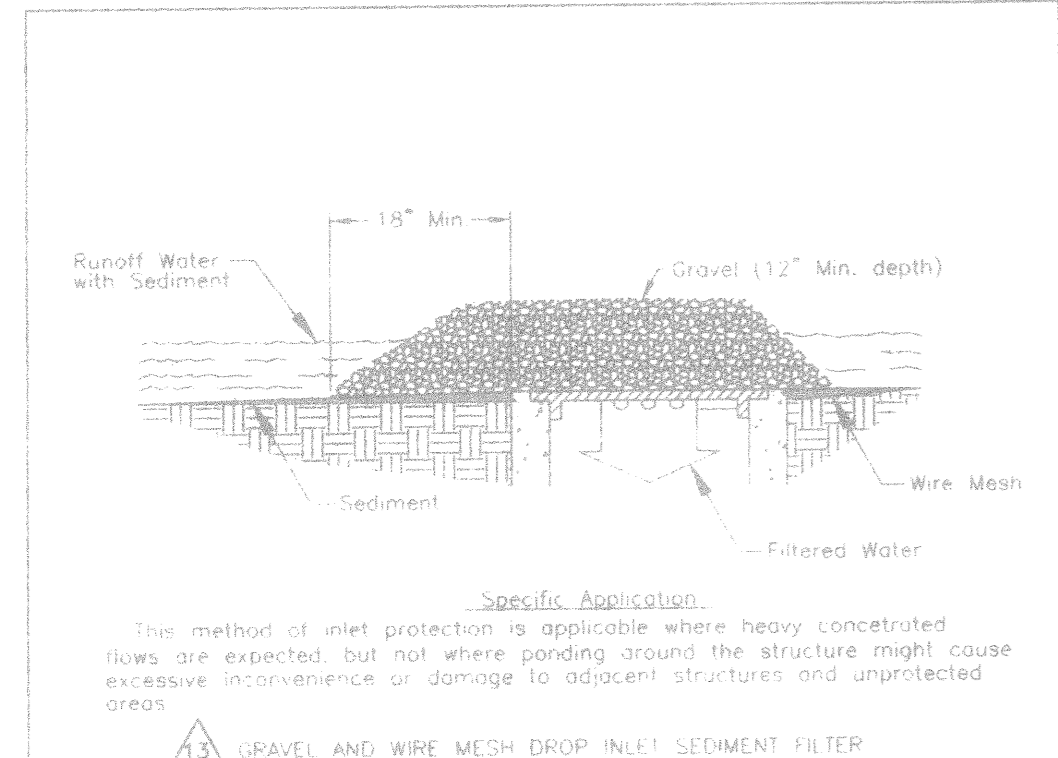 18" Min.
Runoff Water
with Sediment
Gravel (12" Min. depth)
Sediment
Wire Mesh
Filtered Water
Specific Application
This method of inlet protection is applicable where heavy concetrated
flows are expected, but not where ponding around the structure might cause
excessive inconvenience or damage to adjacent structures and unprotected
areas
13 GRAVEL AND WIRE MESH DROP INLET SEDIMENT FILTER